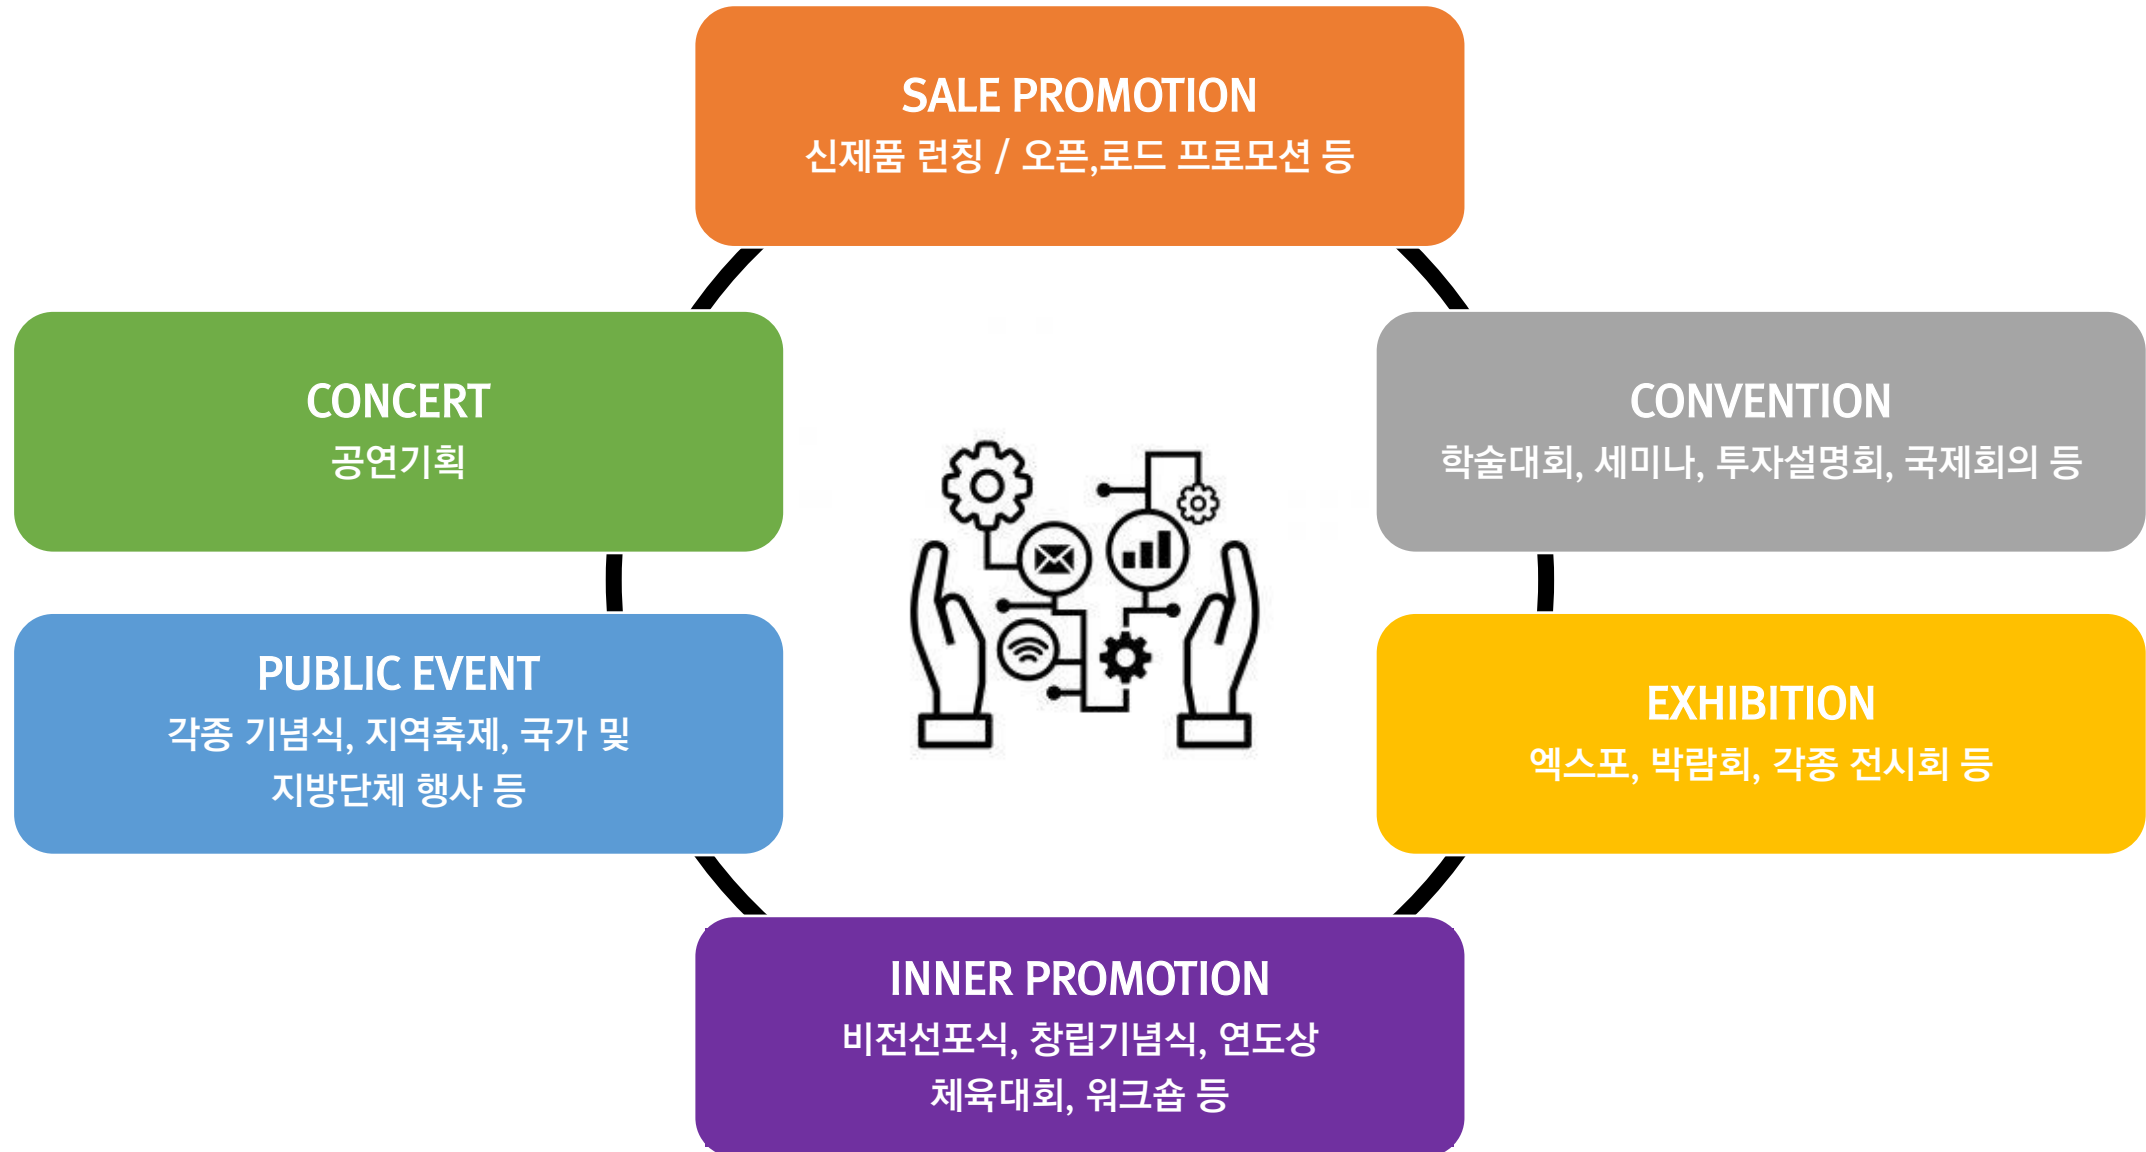 SALE PROMOTION
신제품 런칭 / 오픈,로드 프로모션 등
CONCERT
공연기획
CONVENTION
학술대회, 세미나, 투자설명회, 국제회의 등
PUBLIC EVENT
각종 기념식, 지역축제, 국가 및
지방단체 행사 등
EXHIBITION
엑스포, 박람회, 각종 전시회 등
INNER PROMOTION
비전선포식, 창립기념식, 연도상
체육대회, 워크숍 등